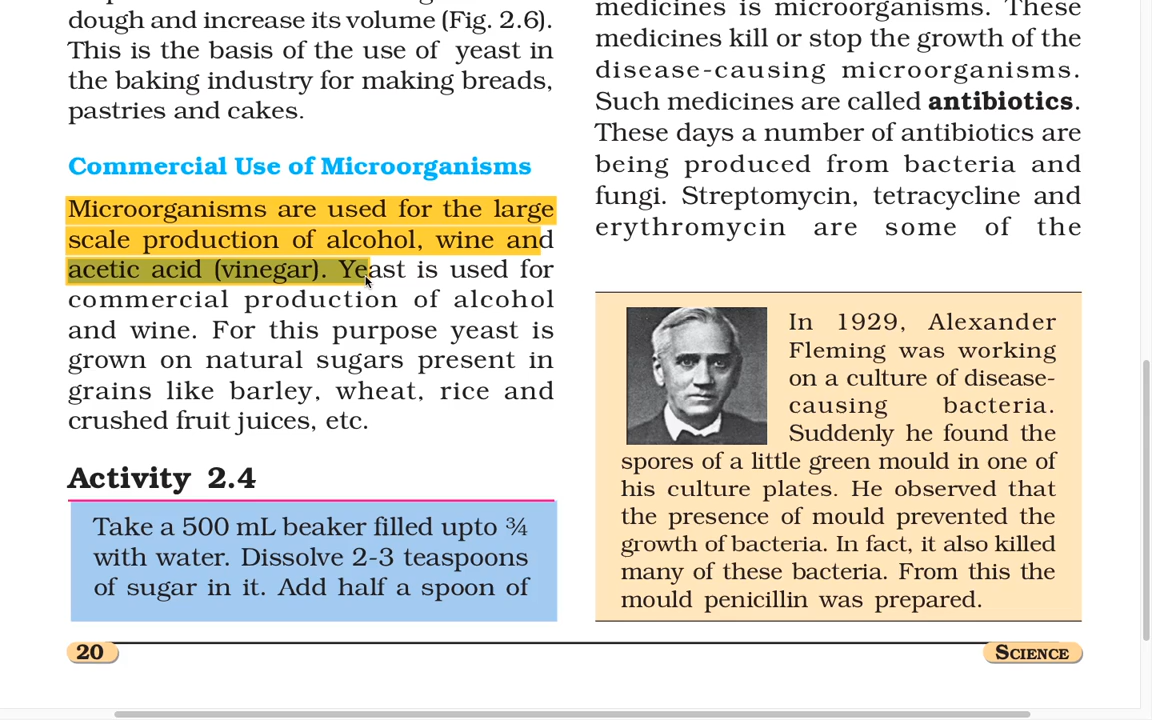 dough and increase its volume (Fig. 2.6).
This is the basis of the use of yeast in
the baking industry for making breads,
pastries and cakes.
Commercial Use of Microorganisms
Microorganisms are used for the large
scale production of alcohol, wine and
acetic acid (vinegar). Yeast is used for
commercial production of alcohol
and wine. For this purpose yeast is
grown on natural sugars present in
grains like barley, wheat, rice and
crushed fruit juices, etc.
Activity 2.4
Take a 500 mL beaker filled upto ¾
with water. Dissolve 2-3 teaspoons
of sugar in it. Add half a spoon of
medicines is microorganisms. These
medicines kill or stop the growth of the
disease-causing microorganisms.
Such medicines are called antibiotics.
These days a number of antibiotics are
being produced from bacteria and
fungi. Streptomycin, tetracycline and
erythromycin are some of the
In 1929, Alexander
Fleming was working
on a culture of disease-
causing bacteria.
Suddenly he found the
spores of a little green mould in one of
his culture plates. He observed that
the presence of mould prevented the
growth of bacteria. In fact, it also killed
many of these bacteria. From this the
mould penicillin was prepared.
20
SCIENCE